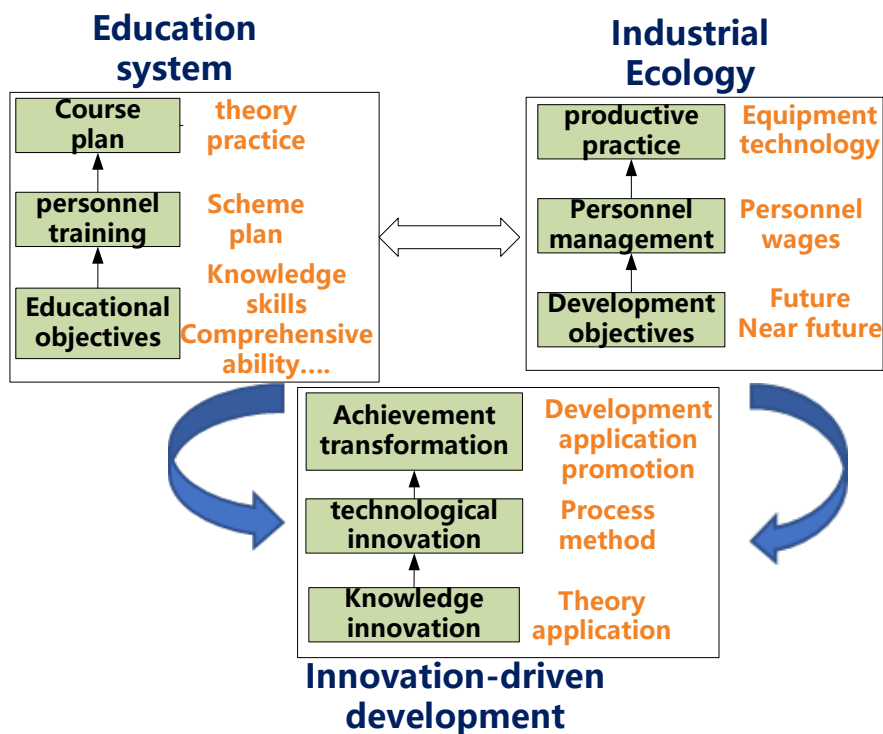 Education
system
Course
plan
theory
practice
personnel
training
Scheme
plan
Educational
objectives
Knowledge
skills
Comprehensive
ability....
Industrial
Ecology
productive
practice
Equipment
technology
Personnel
management
Personnel
wages
Development
objectives
Future
Near future
Achievement
transformation
Development
application
promotion
technological
innovation
Process
method
Knowledge
innovation
Theory
application
Innovation-driven
development